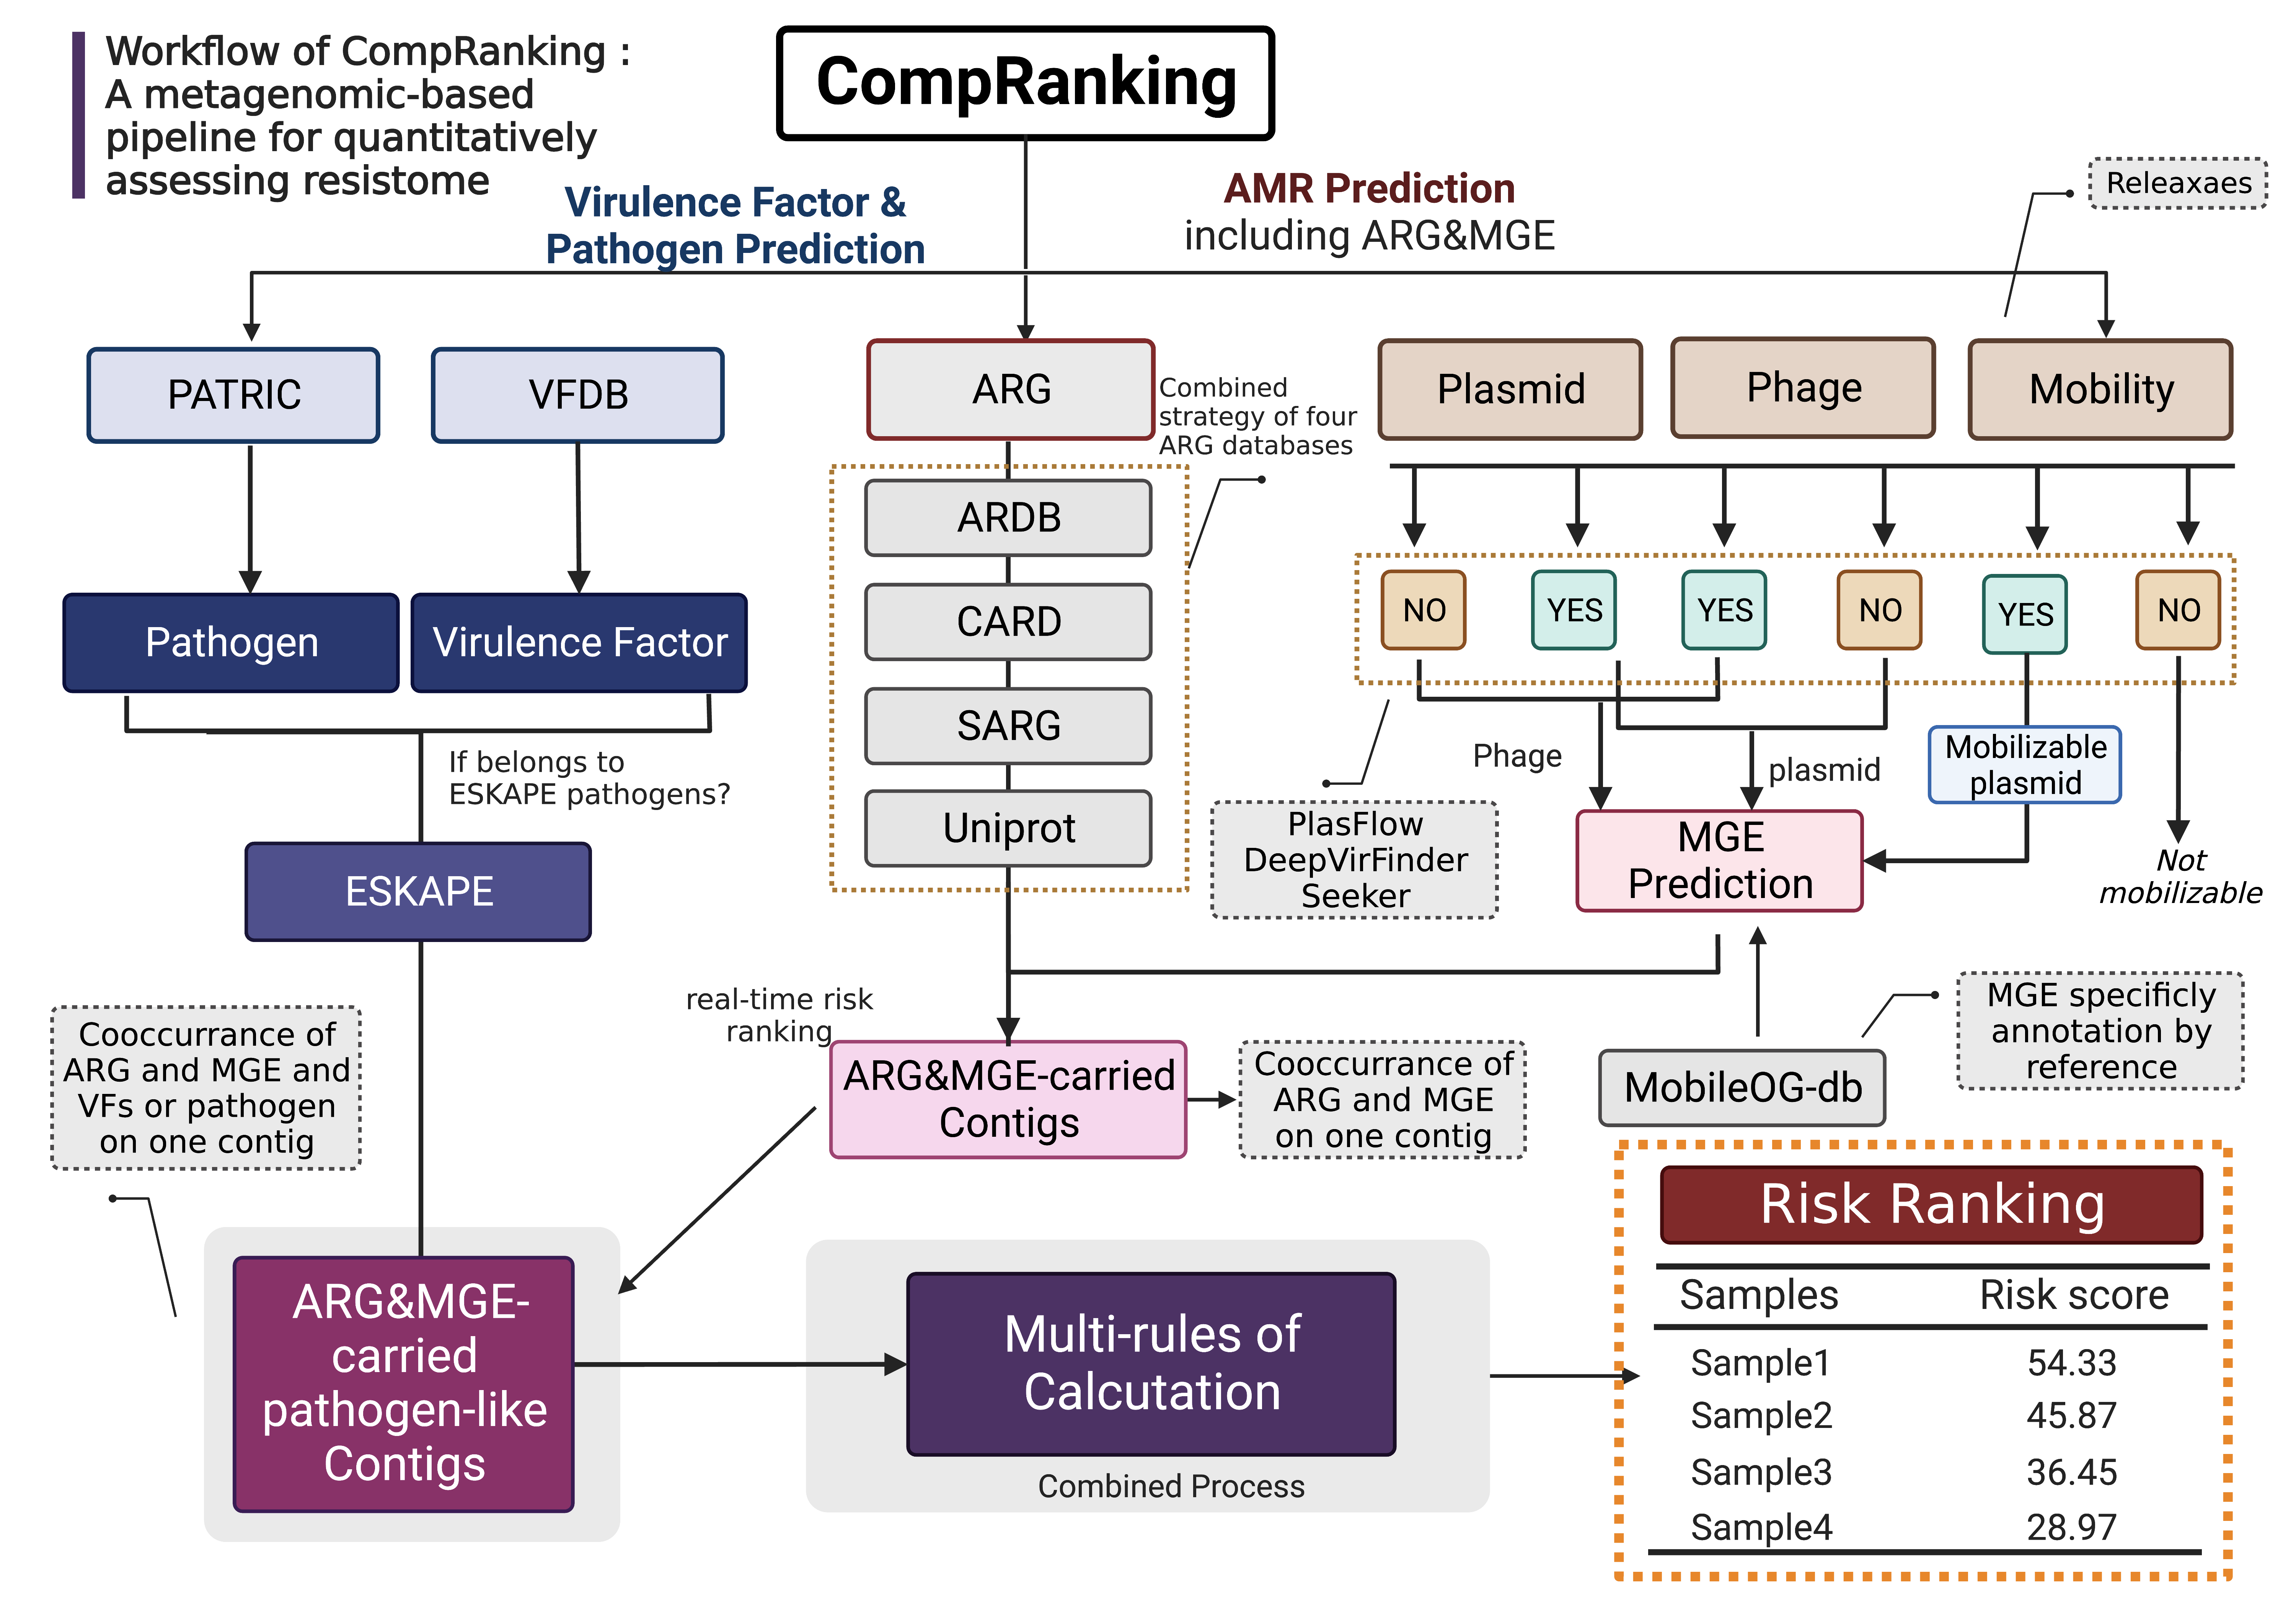 Workflow of CompRanking :
A metagenomic-based
pipeline for quantitatively
assessing resistome
CompRanking
Virulence Factor &
Pathogen Prediction
AMR Prediction
including ARG&MGE
Releaxaes
PATRIC
VFDB
ARG
Combined
strategy of four
ARG databases
Plasmid
Phage
Mobility
ARDB
CARD
SARG
Uniprot
NO
YES
YES
NO
YES
NO
Pathogen
Virulence Factor
If belongs to
ESKAPE pathogens?
ESKAPE
Phage
plasmid
Mobilizable
plasmid
PlasFlow
DeepVirFinder
Seeker
MGE
Prediction
Not
mobilizable
real-time risk
ranking
Cooccurrance of
ARG and MGE and
VFs or pathogen
on one contig
ARG&MGE-carried
Contigs
Cooccurrance of
ARG and MGE
on one contig
MobileOG-db
MGE specificly
annotation by
reference
ARG&MGE-
carried
pathogen-like
Contigs
Multi-rules of
Calcutation
Combined Process
Risk Ranking
Samples Risk score
Sample1 54.33
Sample2 45.87
Sample3 36.45
Sample4 28.97